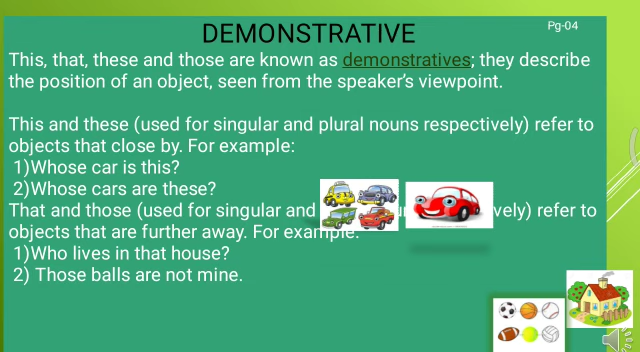 Pg-04
DEMONSTRATIVE
This, that, these and those are known as demonstratives; they describe
the position of an object, seen from the speaker's viewpoint.
This and these (used for singular and plural nouns respectively) refer to
objects that close by. For example:
1)Whose car is this?
2)Whose cars are these?
That and those (used for singular and vely) refer to
objects that are further away. For example:
1)Who lives in that house?
2) Those balls are not mine.